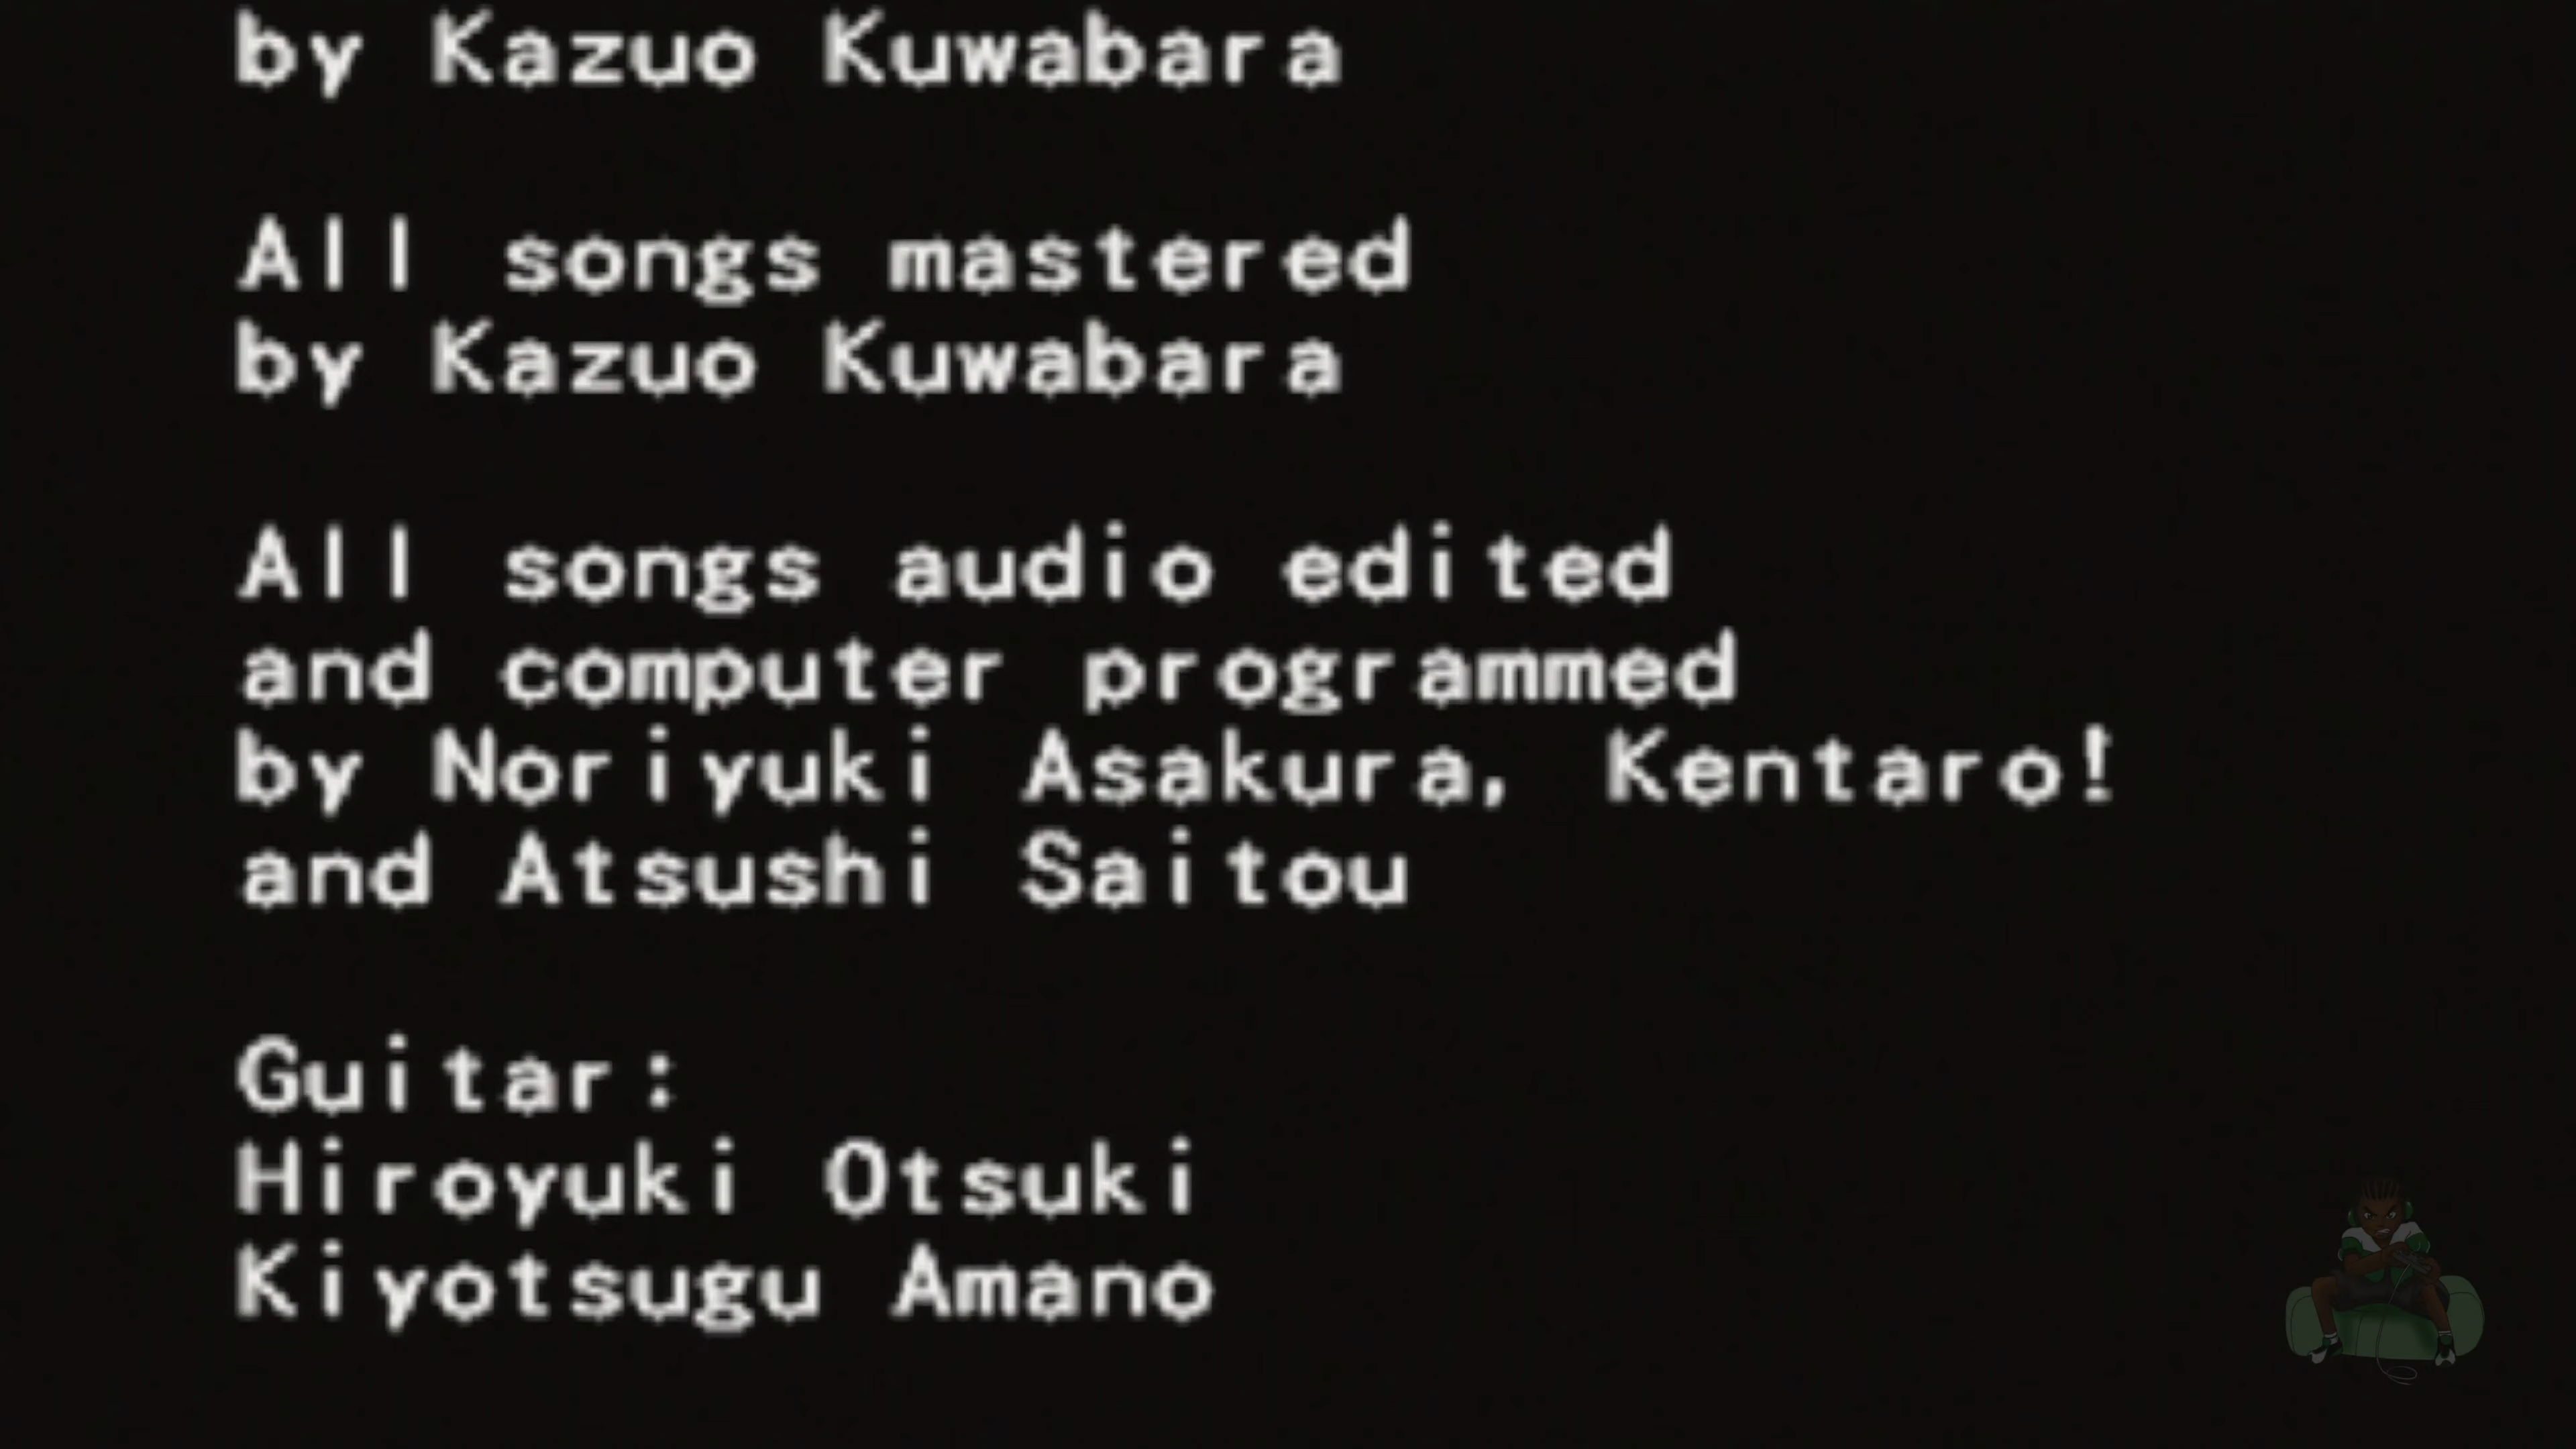 by Kazuo Kuwabara
All songs mastered
by Kazuo Kuwabara
All songs audio edited
and computer programmed
by Noriyuki Asakura, Kentaro!
and Atsushi Saitou
Guitar:
Hiroyuki Otsuki
Kiyotsugu Amano